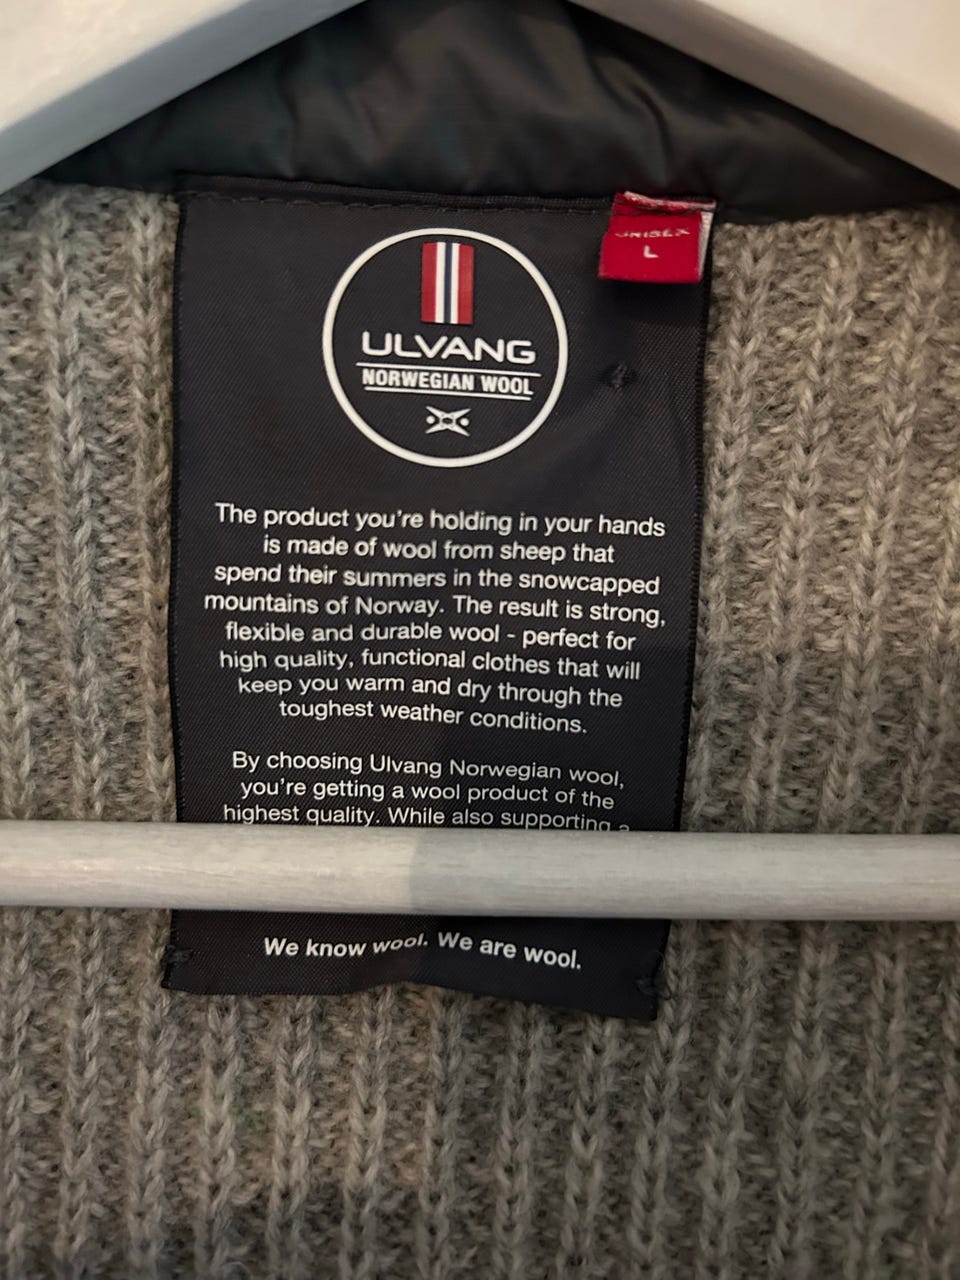 UNISEX
L
ULVANG
NORWEGIAN WOOL
The product you're holding in your hands
is made of wool from sheep that
spend their summers in the snowcapped
mountains of Norway. The result is strong,
flexible and durable wool - perfect for
high quality, functional clothes that will
keep you warm and dry through the
toughest weather conditions.
By choosing Ulvang Norwegian wool,
you're getting a wool product of the
highest quality. While also supporting a
We know wool. We are wool.